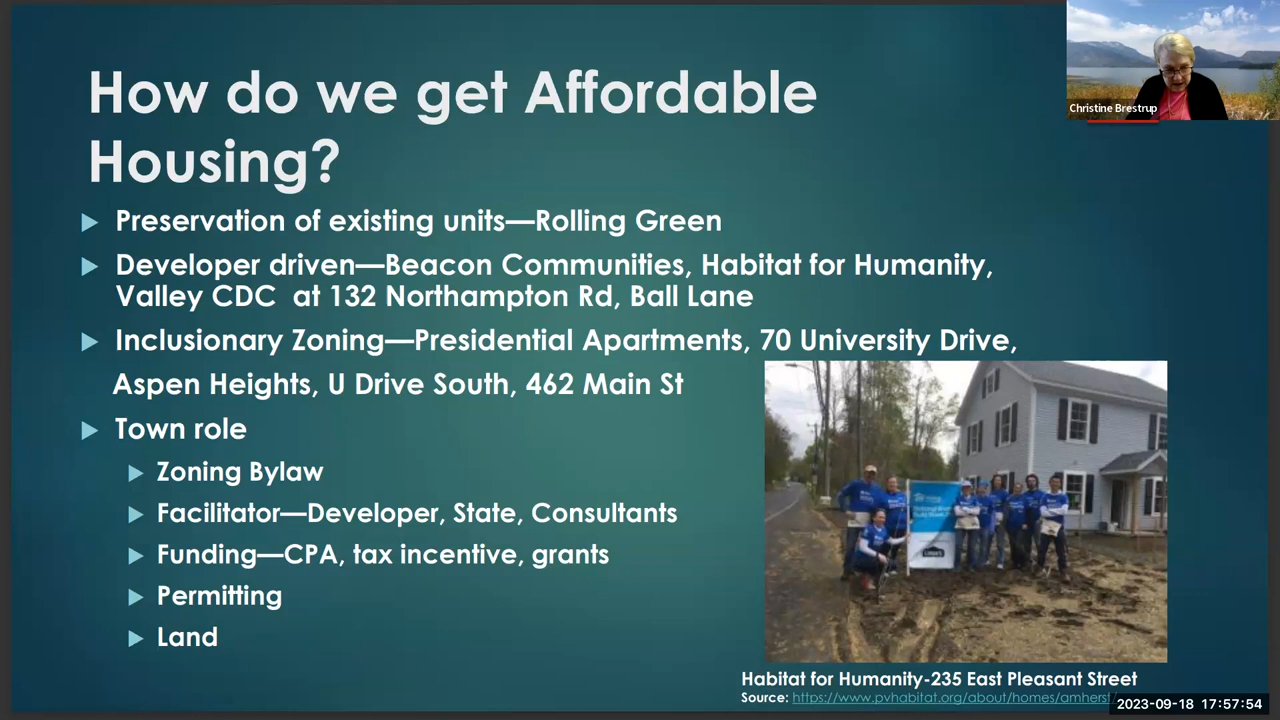 How do we get Affordable
Housing?
Christine Brestrup
Preservation of existing units—Rolling Green
Developer driven—Beacon Communities, Habitat for Humanity,
Valley CDC at 132 Northampton Rd, Ball Lane
Inclusionary Zoning—Presidential Apartments, 70 University Drive,
Aspen Heights, U Drive South, 462 Main St
Town role
Zoning Bylaw
Facilitator—Developer, State, Consultants
Funding—CPA, tax incentive, grants
Permitting
Land
Habitat for Humanity-235 East Pleasant Street
Source: https://www.pvhabitat.org/about/homes/amherst/
2023-09-18 17:57:54